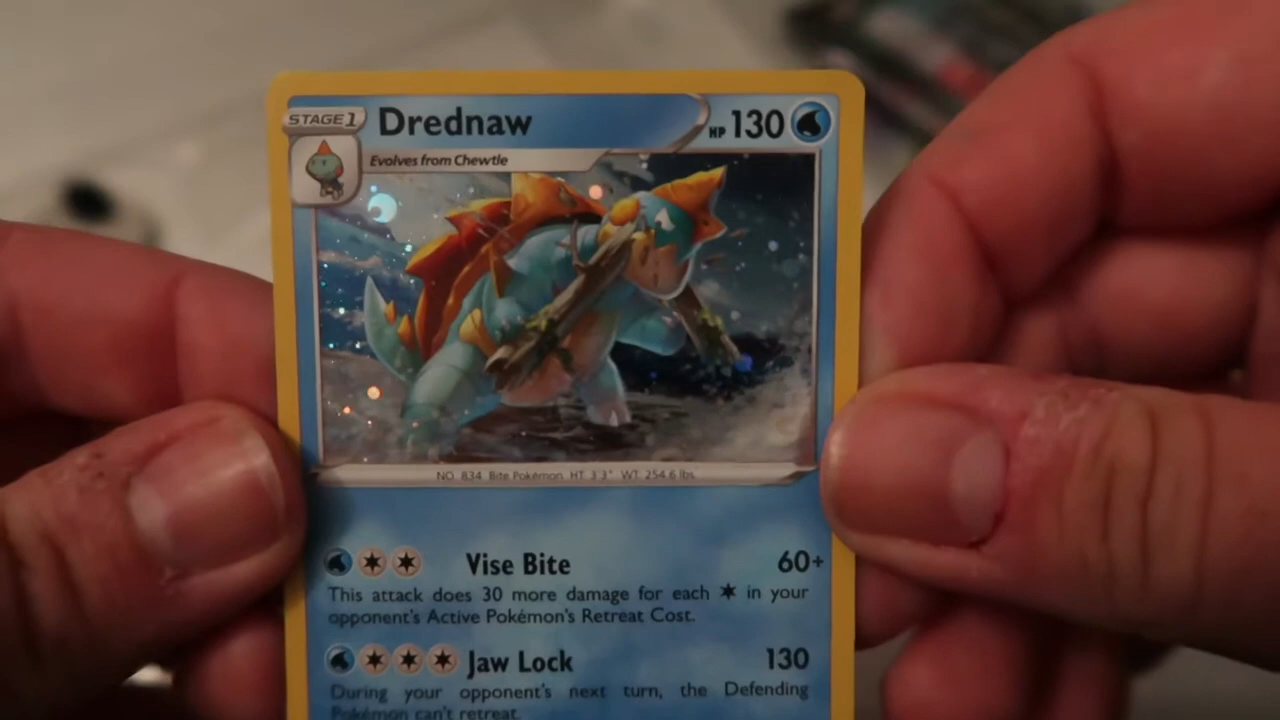 STAGE 1 Drednaw HP 130
Evolves from Chewtle
NO. 834 Bite Pokémon HT: 3'3" WT: 254.6 lbs.
Vise Bite 60+
This attack does 30 more damage for each in your
opponent's Active Pokémon's Retreat Cost.
Jaw Lock 130
During your opponent's next turn, the Defending
Pokémon can't retreat.